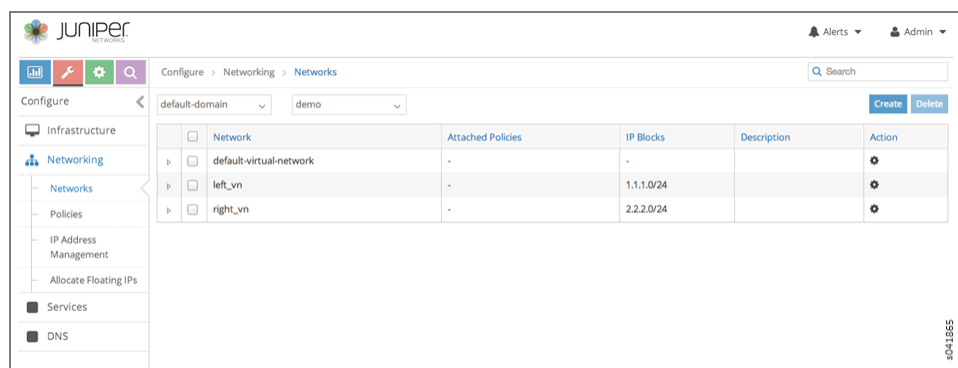 JUNIPER
NETWORKS
Alerts
Admin
Configure > Networking > Networks
Search
Configure
default-domain
demo
Create
Delete
Infrastructure
Networking
Networks
Policies
IP Address
Management
Allocate Floating IPs
Services
DNS
Network Attached Policies IP Blocks Description Action
default-virtual-network - -
left_vn - 1.1.1.0/24
right_vn - 2.2.2.0/24
s041865